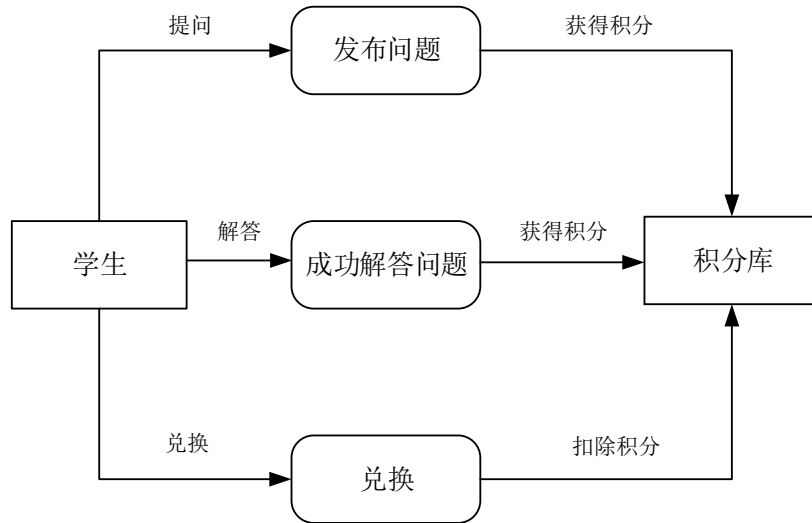 提问
发布问题
获得积分
学生
解答
成功解答问题
获得积分
积分库
兑换
兑换
扣除积分